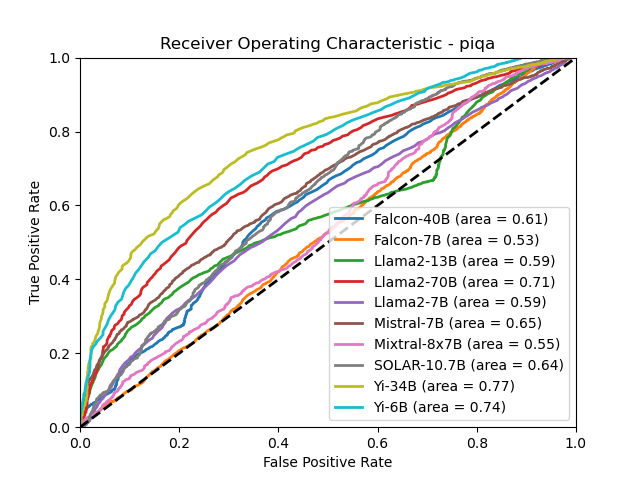 Receiver Operating Characteristic - piqa
True Positive Rate
1.0
0.8
0.6
0.4
0.2
0.0
Falcon-40B (area = 0.61)
Falcon-7B (area = 0.53)
Llama2-13B (area = 0.59)
Llama2-70B (area = 0.71)
Llama2-7B (area = 0.59)
Mistral-7B (area = 0.65)
Mixtral-8x7B (area = 0.55)
SOLAR-10.7B (area = 0.64)
Yi-34B (area = 0.77)
Yi-6B (area = 0.74)
0.0 0.2 0.4 0.6 0.8 1.0
False Positive Rate